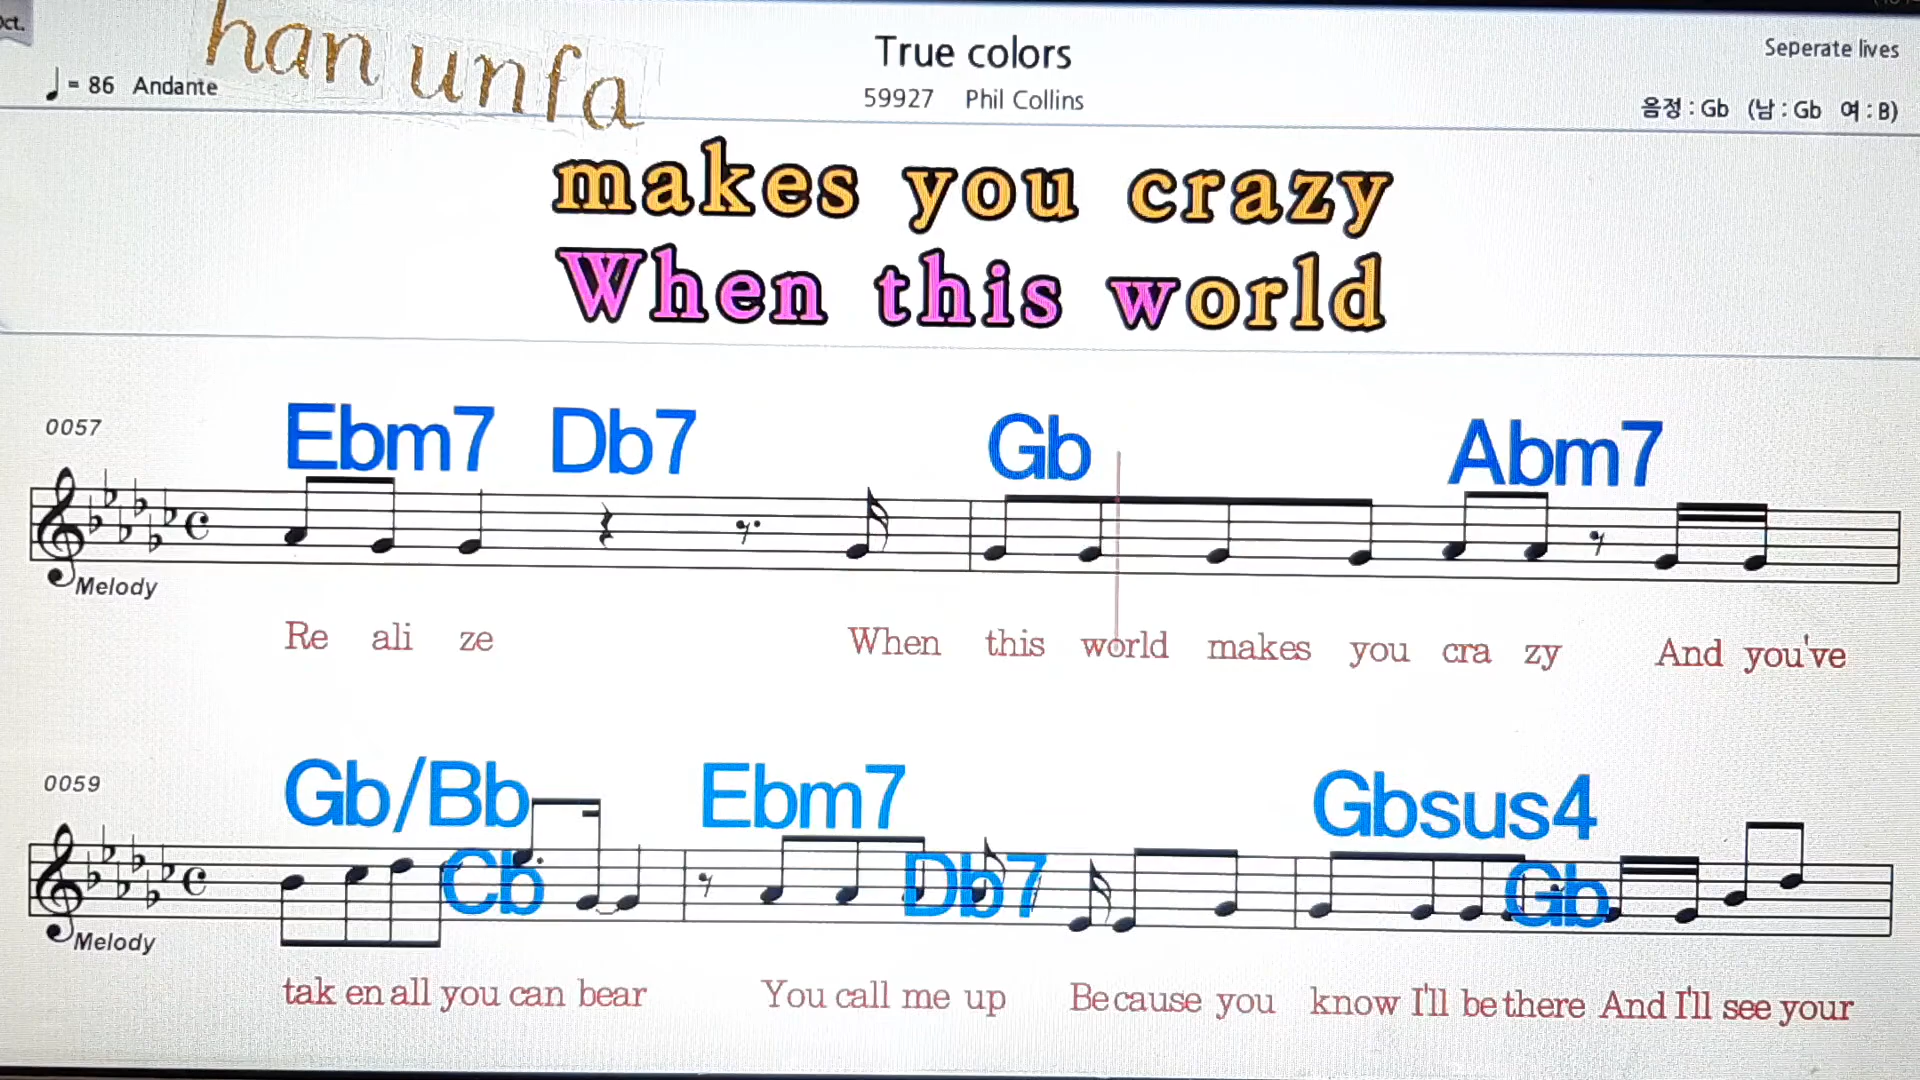 Oct.
han unfa
True colors
Seperate lives
= 86 Andante
59927 Phil Collins
음정 : Gb (남 : Gb 여 : B)
makes you crazy
When this world
0057
Ebm7 Db7 Gb Abm7
Melody
Re ali ze When this world makes you cra zy And you've
0059
Gb/Bb Cb Ebm7 Db7 Gbsus4 Gb
Melody
tak en all you can bear You call me up Be cause you know I'll be there And I'll see your